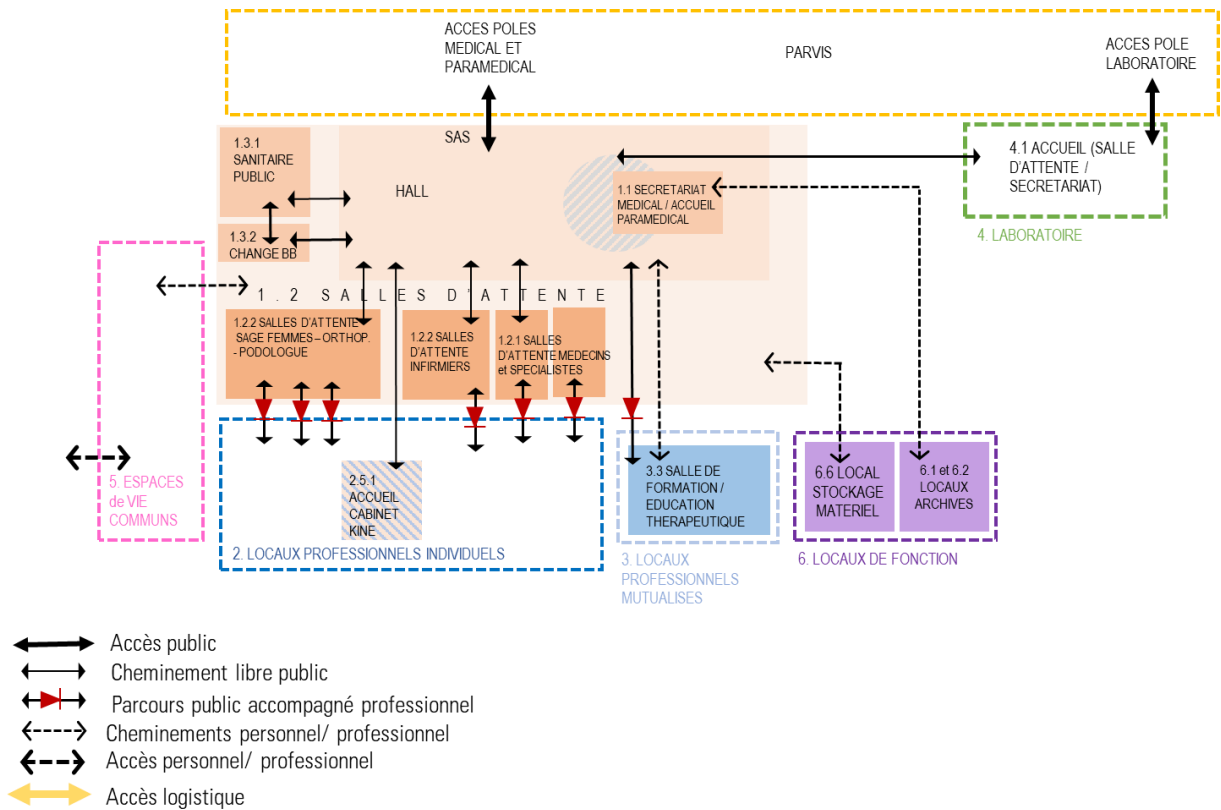 ACCES POLES
MEDICAL ET
PARAMEDICAL
PARVIS
ACCES POLE
LABORATOIRE
SAS
1.3.1
SANITAIRE
PUBLIC
HALL
1.1 SECRETARIAT
MEDICAL / ACCUEIL
PARAMEDICAL
4.1 ACCUEIL (SALLE
D'ATTENTE /
SECRETARIAT)
4. LABORATOIRE
1.3.2
CHANGE BB
1.2 SALLES D'ATTENTE
1.2.2 SALLES D'ATTENTE
SAGE FEMMES – ORTHOP.
- PODOLOGUE
1.2.2 SALLES
D'ATTENTE
INFIRMIERS
1.2.1 SALLES
D'ATTENTE MEDECINS
et SPECIALISTES
5. ESPACES
de VIE
COMMUNS
2.5.1
ACCUEIL
CABINET
KINE
2. LOCAUX PROFESSIONNELS INDIVIDUELS
3.3 SALLE DE
FORMATION /
EDUCATION
THERAPEUTIQUE
3. LOCAUX
PROFESSIONNELS
MUTUALISES
6.6 LOCAL
STOCKAGE
MATERIEL
6.1 et 6.2
LOCAUX
ARCHIVES
6. LOCAUX DE FONCTION
Accès public
Cheminement libre public
Parcours public accompagné professionnel
Cheminements personnel/ professionnel
Accès personnel/ professionnel
Accès logistique